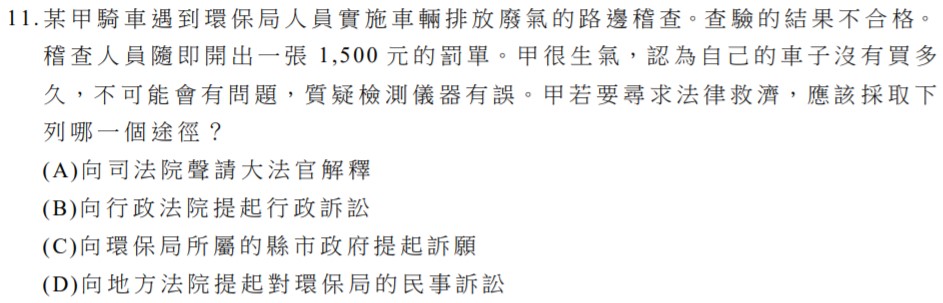 11.某甲騎車遇到環保局人員實施車輛排放廢氣的路邊稽查。查驗的結果不合格。
稽查人員隨即開出一張 1,500 元的罰單。甲很生氣，認為自己的車子沒有買多
久，不可能會有問題，質疑檢測儀器有誤。甲若要尋求法律救濟，應該採取下
列哪一個途徑？
(A)向司法院聲請大法官解釋
(B)向行政法院提起行政訴訟
(C)向環保局所屬的縣市政府提起訴願
(D)向地方法院提起對環保局的民事訴訟